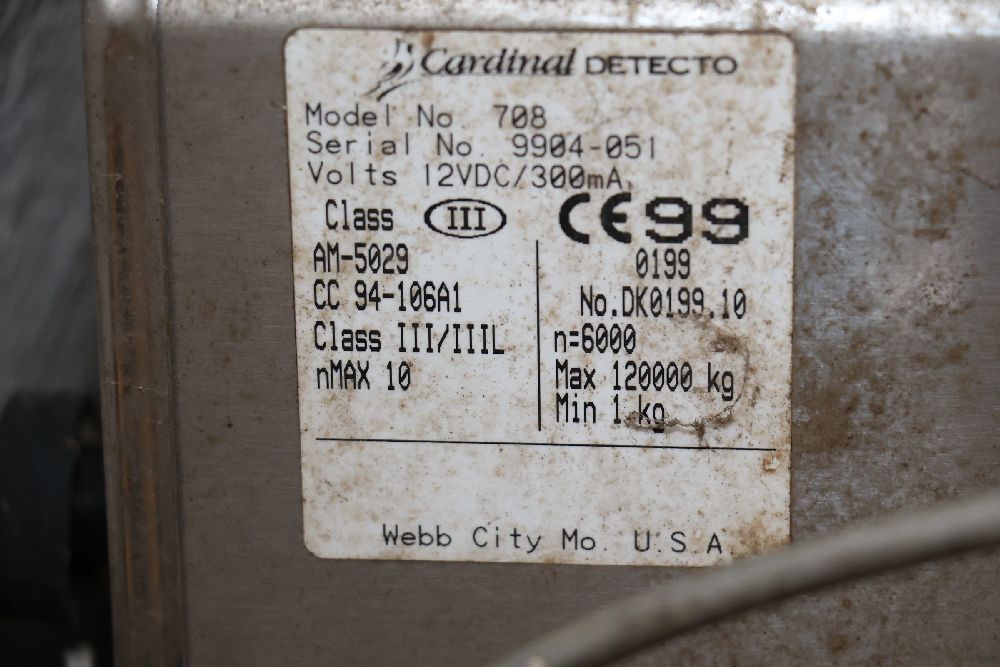 Cardinal DETECTO
Model No. 708
Serial No. 9904-051
Volts 12VDC/300mA.
Class III CE99
AM-5029
CC 94-106A1
Class III/IIIL
nMAX 10
0199
No.DK0199.10
n=6000
Max 120000 kg
Min 1 kg
Webb City Mo. U.S.A.